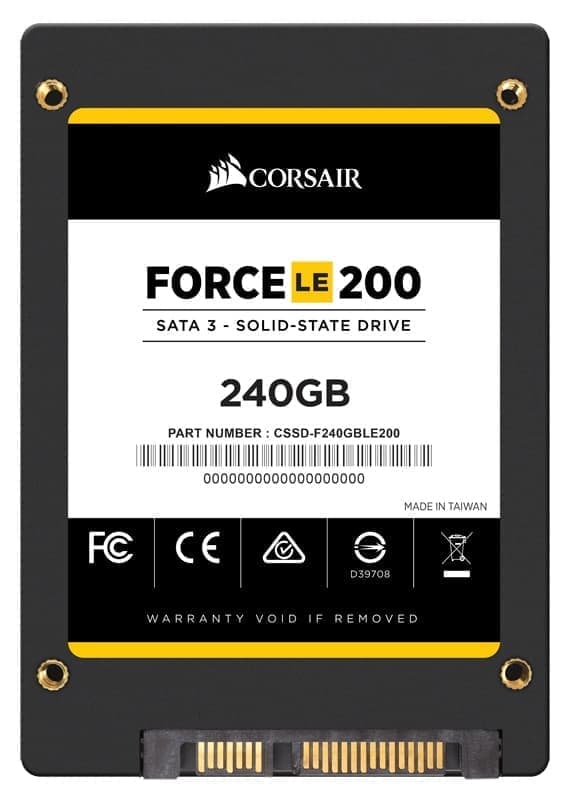 CORSAIR
FORCE LE 200
SATA 3 - SOLID-STATE DRIVE
240GB
PART NUMBER : CSSD-F240GBLE200
0000000000000000000
MADE IN TAIWAN
FC CE
D39708
WARRANTY VOID IF REMOVED